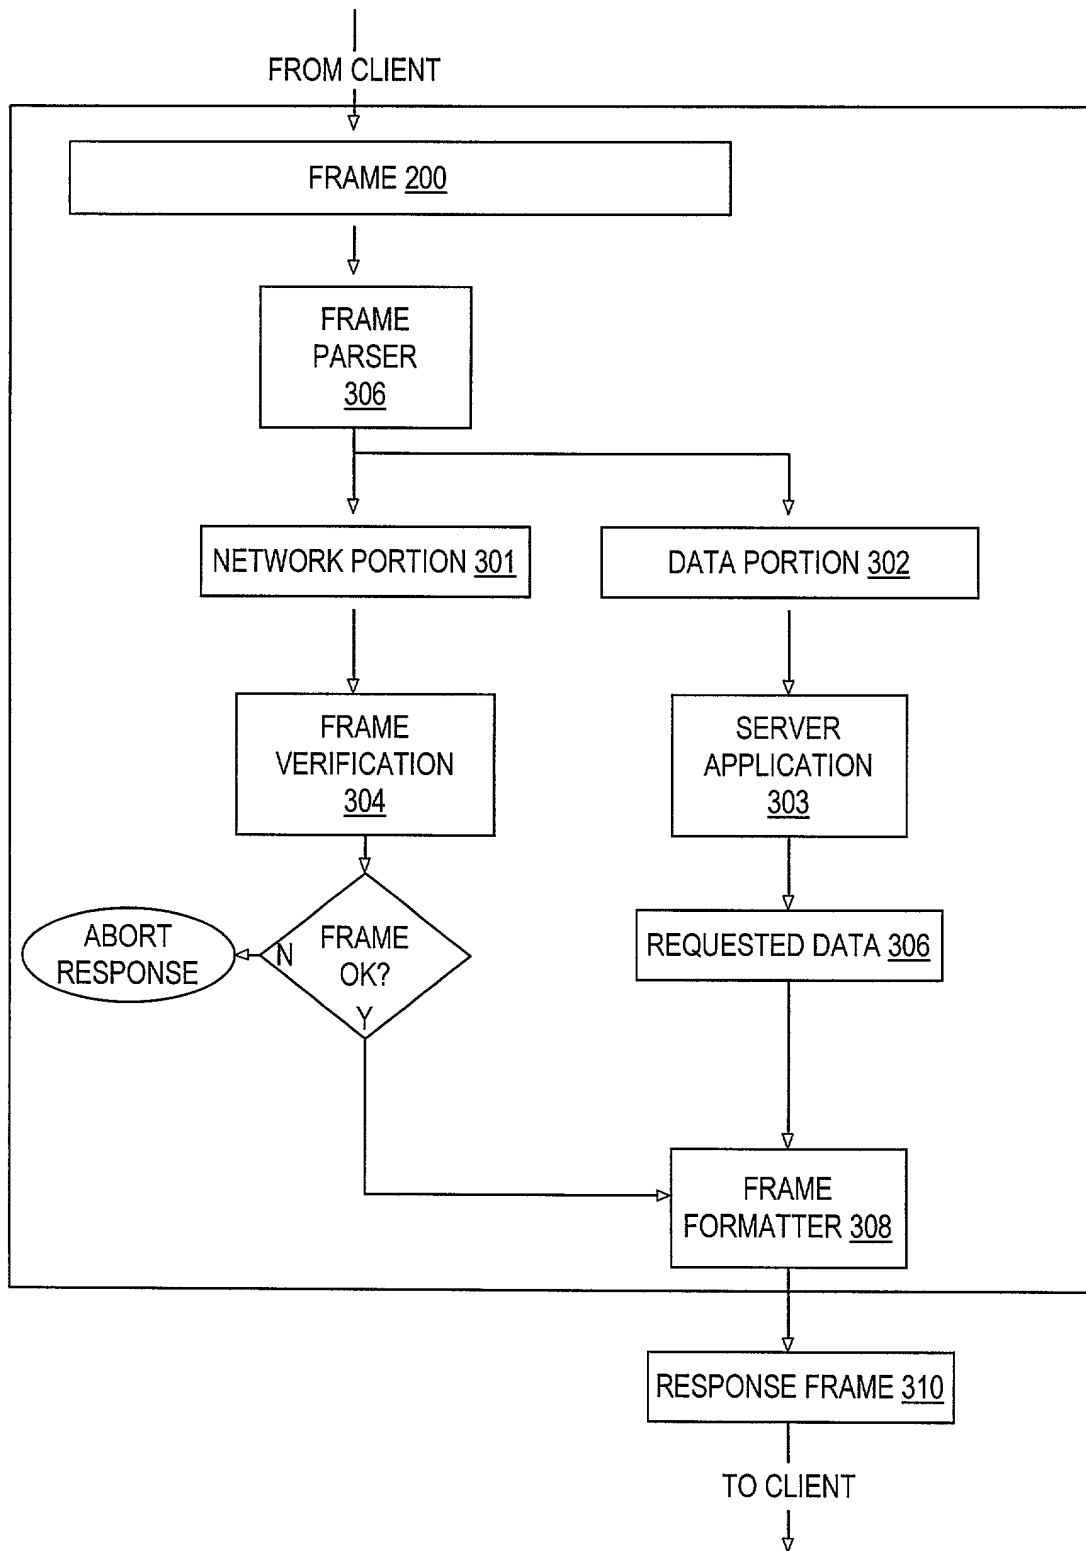 FROM CLIENT
FRAME 200
FRAME
PARSER
306
NETWORK PORTION 301
DATA PORTION 302
FRAME
VERIFICATION
304
SERVER
APPLICATION
303
ABORT
RESPONSE
N
FRAME
OK?
Y
REQUESTED DATA 306
FRAME
FORMATTER 308
RESPONSE FRAME 310
TO CLIENT